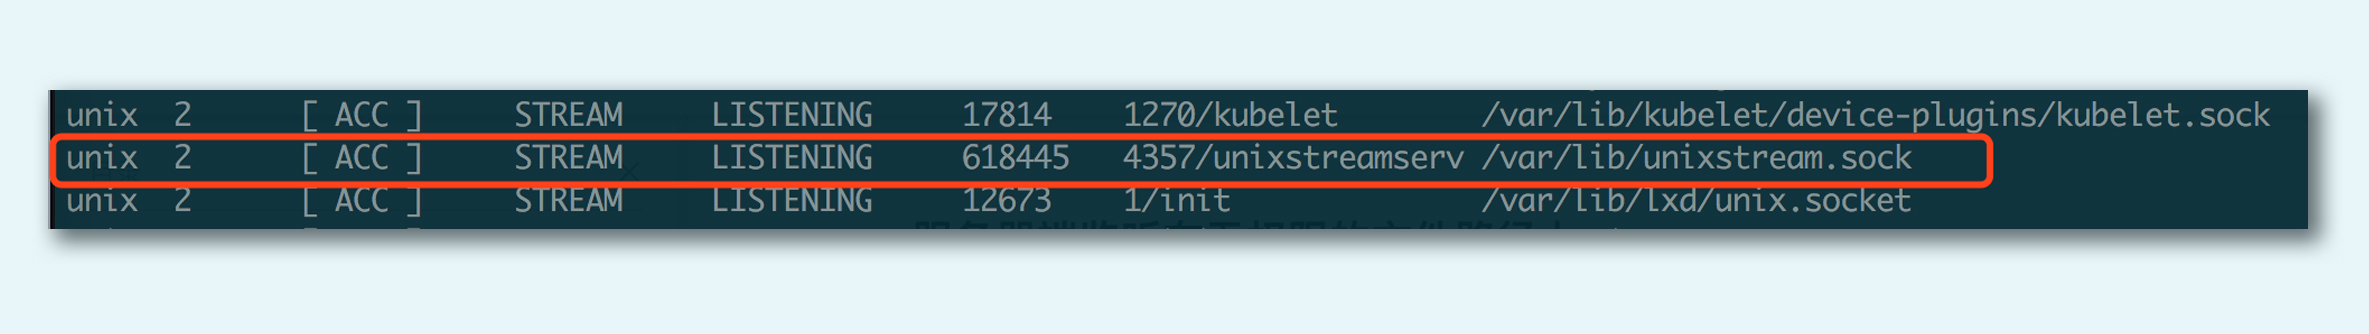 unix 2 [ ACC ] STREAM LISTENING 17814 1270/kubelet /var/lib/kubelet/device-plugins/kubelet.sock
unix 2 [ ACC ] STREAM LISTENING 618445 4357/unixstreamserv /var/lib/unixstream.sock
unix 2 [ ACC ] STREAM LISTENING 12673 1/init /var/lib/lxd/unix.socket